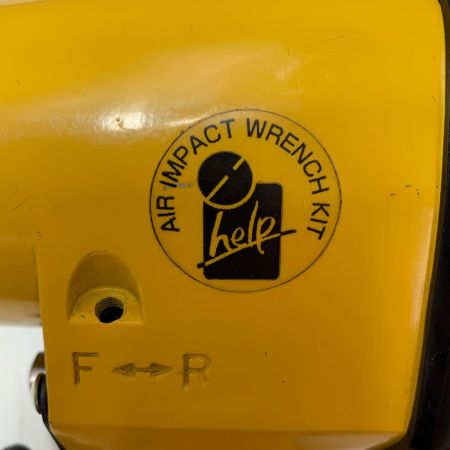 AIR IMPACT WRENCH KIT
help
F ↔ R